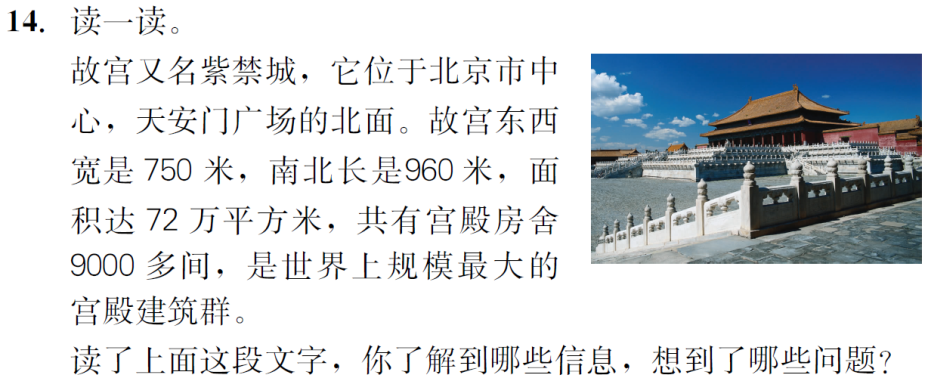 14. 读一读。
故宫又名紫禁城，它位于北京市中
心，天安门广场的北面。故宫东西
宽是 750 米，南北长是960 米，面
积达 72 万平方米，共有宫殿房舍
9000 多间，是世界上规模最大的
宫殿建筑群。
读了上面这段文字，你了解到哪些信息，想到了哪些问题？